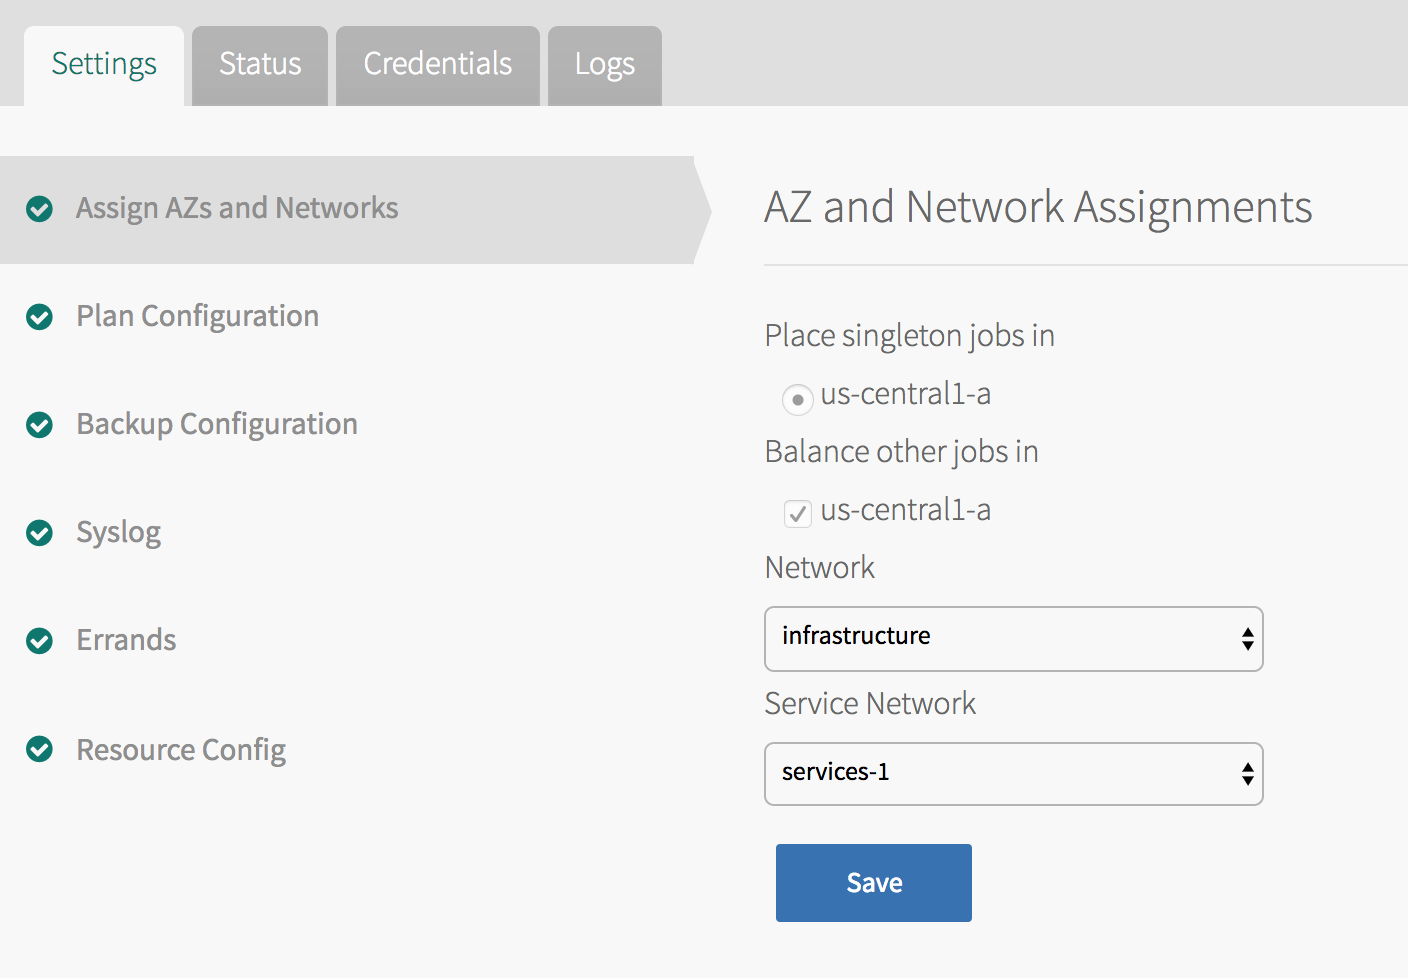 Settings
Status
Credentials
Logs
Assign AZs and Networks
Plan Configuration
Backup Configuration
Syslog
Errands
Resource Config
AZ and Network Assignments
Place singleton jobs in
us-central1-a
Balance other jobs in
us-central1-a
Network
infrastructure
Service Network
services-1
Save